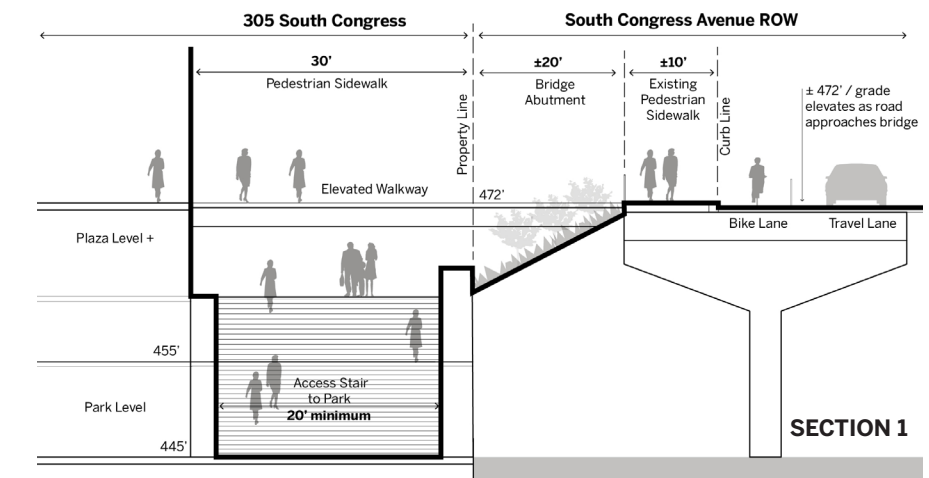 305 South Congress
South Congress Avenue ROW
30’
Pedestrian Sidewalk
±20’
Bridge
Abutment
±10’
Existing
Pedestrian
Sidewalk
Property Line
Curb Line
± 472’ / grade
elevates as road
approaches bridge
Elevated Walkway
472’
Plaza Level +
Bike Lane
Travel Lane
455’
Access Stair
to Park
20’ minimum
Park Level
445’
SECTION 1